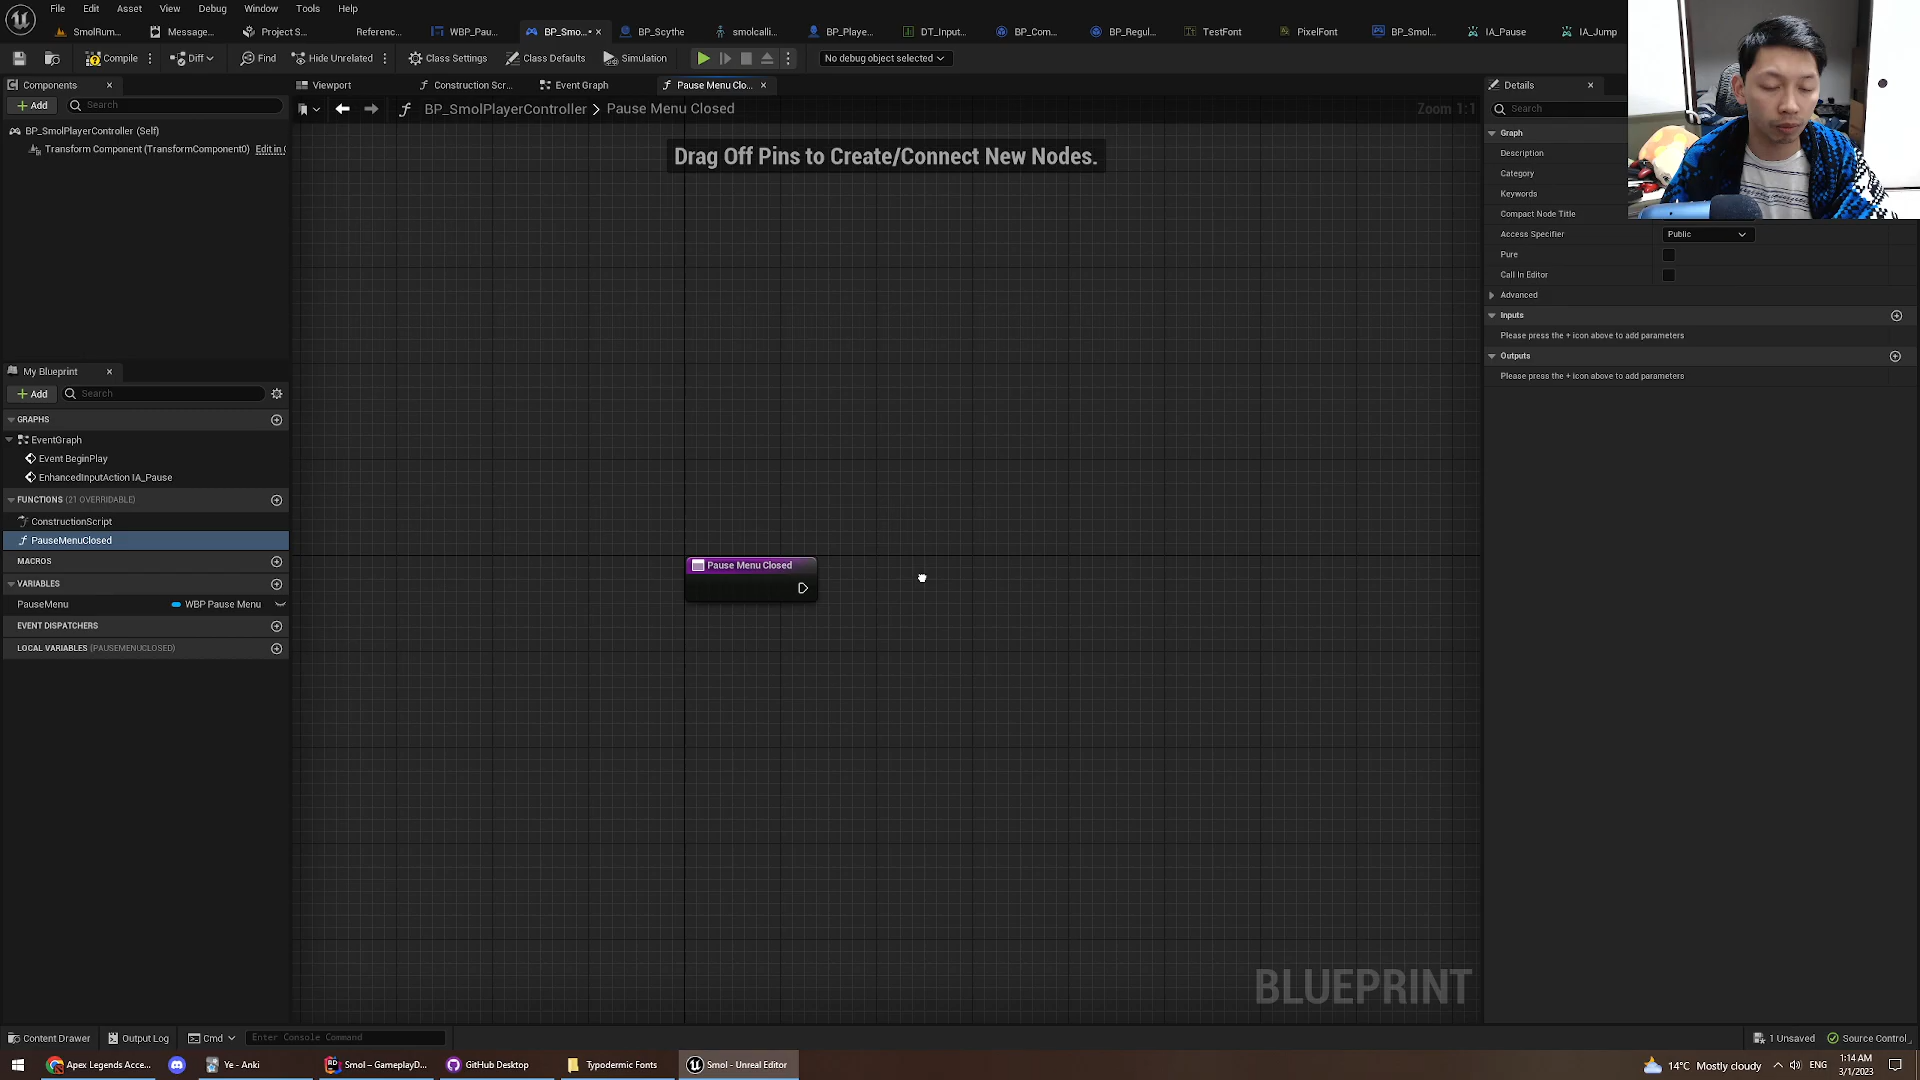 File Edit Asset View Window Debug Tools Help
SmolRum... Message... Project S... Referenc... WBP_Pau... BP_Smo...• BP_Scythe smolcalli... BP_Playe... DT_Input... BP_Com... BP_Regul... TestFont PixelFont BP_Smol... IA_Pause IA_Jump
Compile Diff Find Hide Unrelated Class Settings Class Defaults Simulation No debug object selected
Components
Viewport Construction Scr... Event Graph Pause Menu Clo...
Details
Add Search
BP_SmolPlayerController > Pause Menu Closed
Zoom 1:1
Search
BP_SmolPlayerController (Self)
Transform Component (TransformComponent0) Edit in C
Drag Off Pins to Create/Connect New Nodes.
Graph
Description
Category
Keywords
Compact Node Title
Access Specifier Public
Pure
Call In Editor
Advanced
Inputs
Please press the + icon above to add parameters
Outputs
Please press the + icon above to add parameters
My Blueprint
Add Search
GRAPHS
EventGraph
Event BeginPlay
EnhancedInputAction IA_Pause
FUNCTIONS (21 OVERRIDABLE)
ConstructionScript
PauseMenuClosed
MACROS
VARIABLES
PauseMenu WBP Pause Menu
EVENT DISPATCHERS
LOCAL VARIABLES (PAUSEMENUCLOSED)
Pause Menu Closed
BLUEPRINT
Content Drawer Output Log Cmd Enter Console Command 1 Unsaved Source Control
Apex Legends Acce... Ye - Anki Smol – GameplayD... GitHub Desktop Typodermic Fonts Smol - Unreal Editor 14°C Mostly cloudy ENG
1:14 AM
3/1/2023